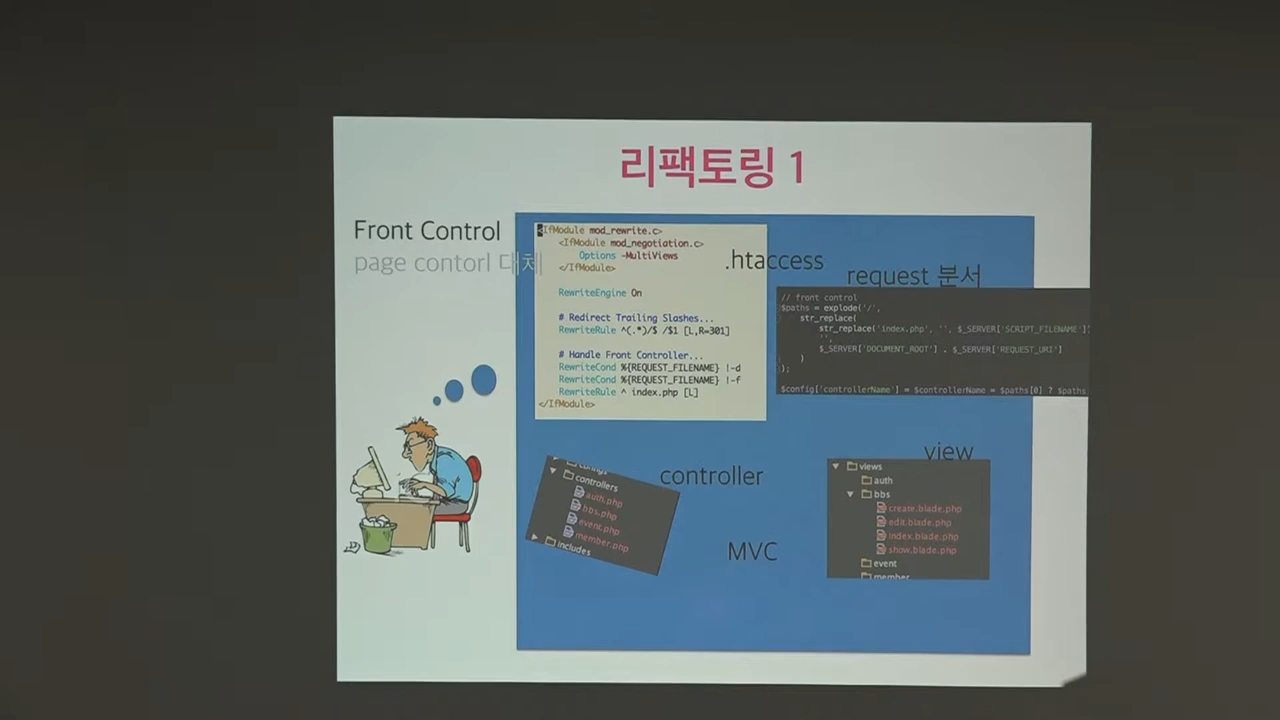 리팩토링 1
Front Control
page contorl 대체
<IfModule mod_rewrite.c>
<IfModule mod_negotiation.c>
Options -MultiViews
</IfModule>
RewriteEngine On
# Redirect Trailing Slashes...
RewriteRule ^(.*)/$ /$1 [L,R=301]
# Handle Front Controller...
RewriteCond %{REQUEST_FILENAME} !-d
RewriteCond %{REQUEST_FILENAME} !-f
RewriteRule ^ index.php [L]
</IfModule>
.htaccess
request 분서
// front control
$paths = explode('/',
str_replace(
str_replace('index.php', '', $_SERVER['SCRIPT_FILENAME'])
'',
$_SERVER['DOCUMENT_ROOT'] . $_SERVER['REQUEST_URI']
)
);
$config['controllerName'] = $controllerName = $paths[0] ? $paths
controller
controllers
auth.php
bbs.php
event.php
member.php
includes
MVC
view
views
auth
bbs
create.blade.php
edit.blade.php
index.blade.php
show.blade.php
event
member